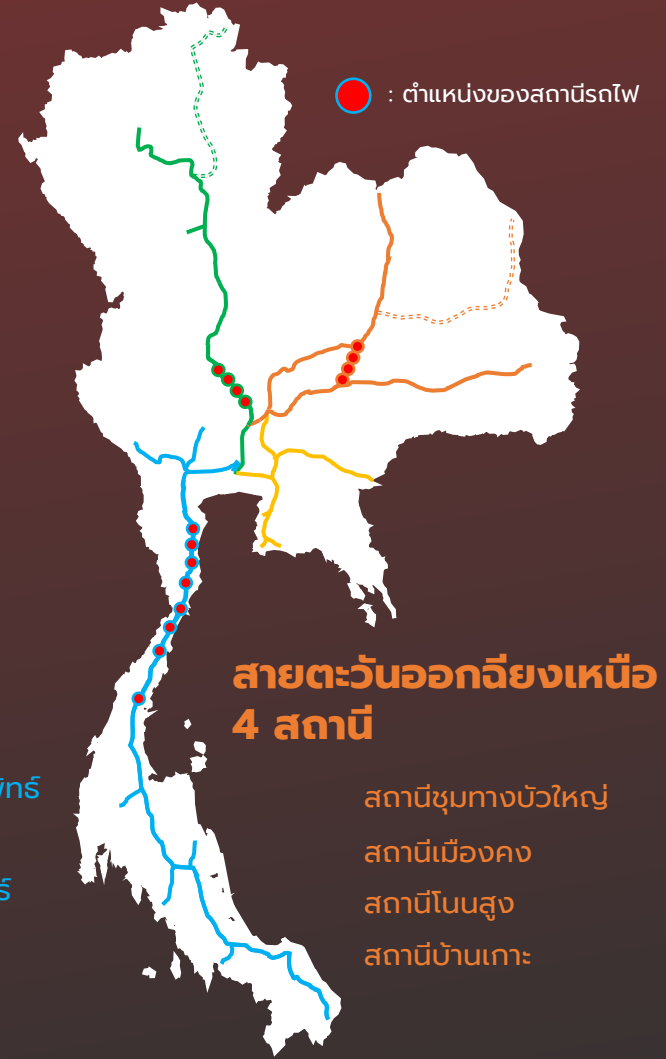 : ตำแหน่งของสถานีรถไฟ
สายตะวันออกฉียงเหนือ
4 สถานี
สถานีชุมทางบัวใหญ่
สถานีเมืองคง
สถานีโนนสูง
สถานีบ้านเกาะ